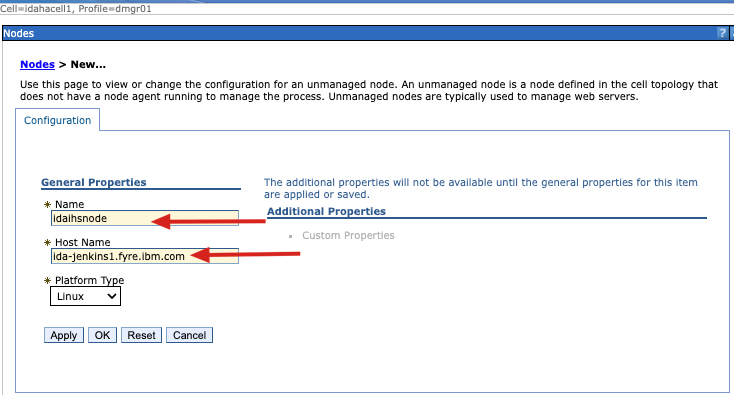 Cell=idahacell1, Profile=dmgr01
Nodes
?
Nodes > New...
Use this page to view or change the configuration for an unmanaged node. An unmanaged node is a node defined in the cell topology that
does not have a node agent running to manage the process. Unmanaged nodes are typically used to manage web servers.
Configuration
General Properties
The additional properties will not be available until the general properties for this item
are applied or saved.
* Name
idaihsnode
Additional Properties
Custom Properties
* Host Name
ida-jenkins1.fyre.ibm.com
* Platform Type
Linux
Apply OK Reset Cancel